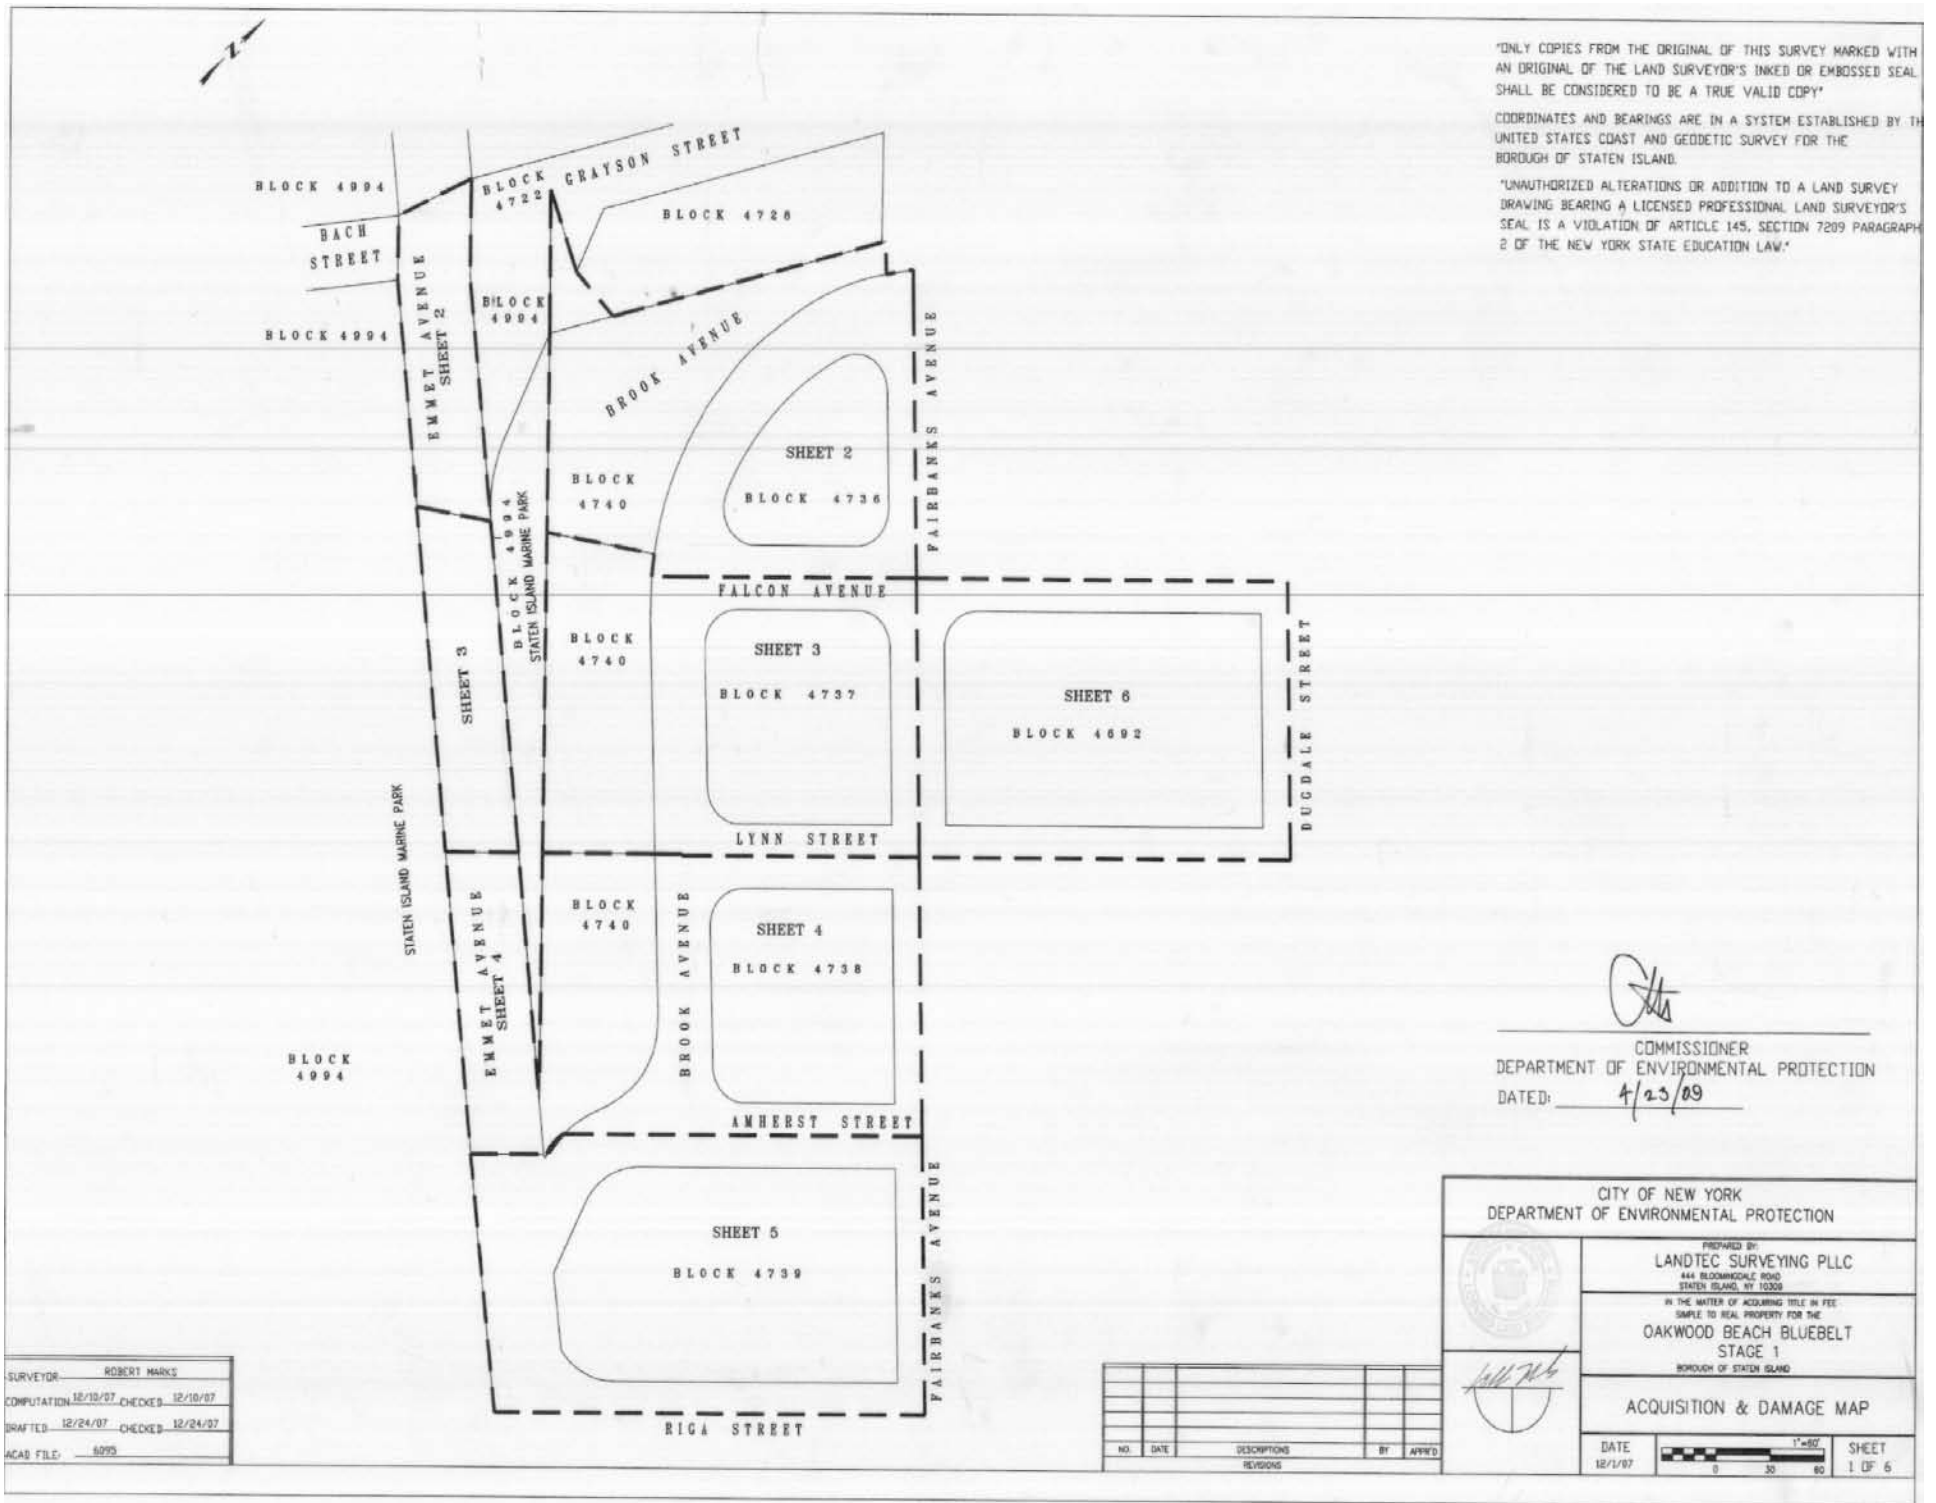 N
"ONLY COPIES FROM THE ORIGINAL OF THIS SURVEY MARKED WITH
AN ORIGINAL OF THE LAND SURVEYOR'S INKED OR EMBOSSED SEAL
SHALL BE CONSIDERED TO BE A TRUE VALID COPY"
COORDINATES AND BEARINGS ARE IN A SYSTEM ESTABLISHED BY
UNITED STATES COAST AND GEODETIC SURVEY FOR THE
BOROUGH OF STATEN ISLAND.
"UNAUTHORIZED ALTERATIONS OR ADDITION TO A LAND SURVEY
DRAWING BEARING A LICENSED PROFESSIONAL LAND SURVEYOR'S
SEAL IS A VIOLATION OF ARTICLE 145, SECTION 7209 PARAGRAPH
2 OF THE NEW YORK STATE EDUCATION LAW."
BLOCK 4994
BACH
STREET
BLOCK 4994
EMMET AVENUE
SHEET 2
BLOCK
4722
GRAYSON STREET
BLOCK 4726
BLOCK
4994
BROOK AVENUE
FAIRBANKS AVENUE
SHEET 2
BLOCK 4736
BLOCK
4740
BLOCK 4994
STATEN ISLAND MARINE PARK
FALCON AVENUE
BLOCK
4740
SHEET 3
SHEET 3
BLOCK 4737
SHEET 6
BLOCK 4692
DUGDALE STREET
LYNN STREET
STATEN ISLAND MARINE PARK
EMMET AVENUE
SHEET 4
BLOCK
4740
BROOK AVENUE
SHEET 4
BLOCK 4738
BLOCK
4994
AMHERST STREET
SHEET 5
BLOCK 4739
FAIRBANKS AVENUE
RIGA STREET
COMMISSIONER
DEPARTMENT OF ENVIRONMENTAL PROTECTION
DATED: 4/23/09
CITY OF NEW YORK
DEPARTMENT OF ENVIRONMENTAL PROTECTION
PREPARED BY:
LANDTEC SURVEYING PLLC
444 BLOOMINGDALE ROAD
STATEN ISLAND, NY 10309
IN THE MATTER OF ACQUIRING TITLE IN FEE
SIMPLE TO REAL PROPERTY FOR THE
OAKWOOD BEACH BLUEBELT
STAGE 1
BOROUGH OF STATEN ISLAND
ACQUISITION & DAMAGE MAP
DATE
12/1/07
1"=60'
0 30 60
SHEET
1 OF 6
SURVEYOR ROBERT MARKS
COMPUTATION 12/10/07 CHECKED 12/10/07
DRAFTED 12/24/07 CHECKED 12/24/07
ACAD FILE: 6095
NO. DATE DESCRIPTIONS BY APPR'D
REVISIONS